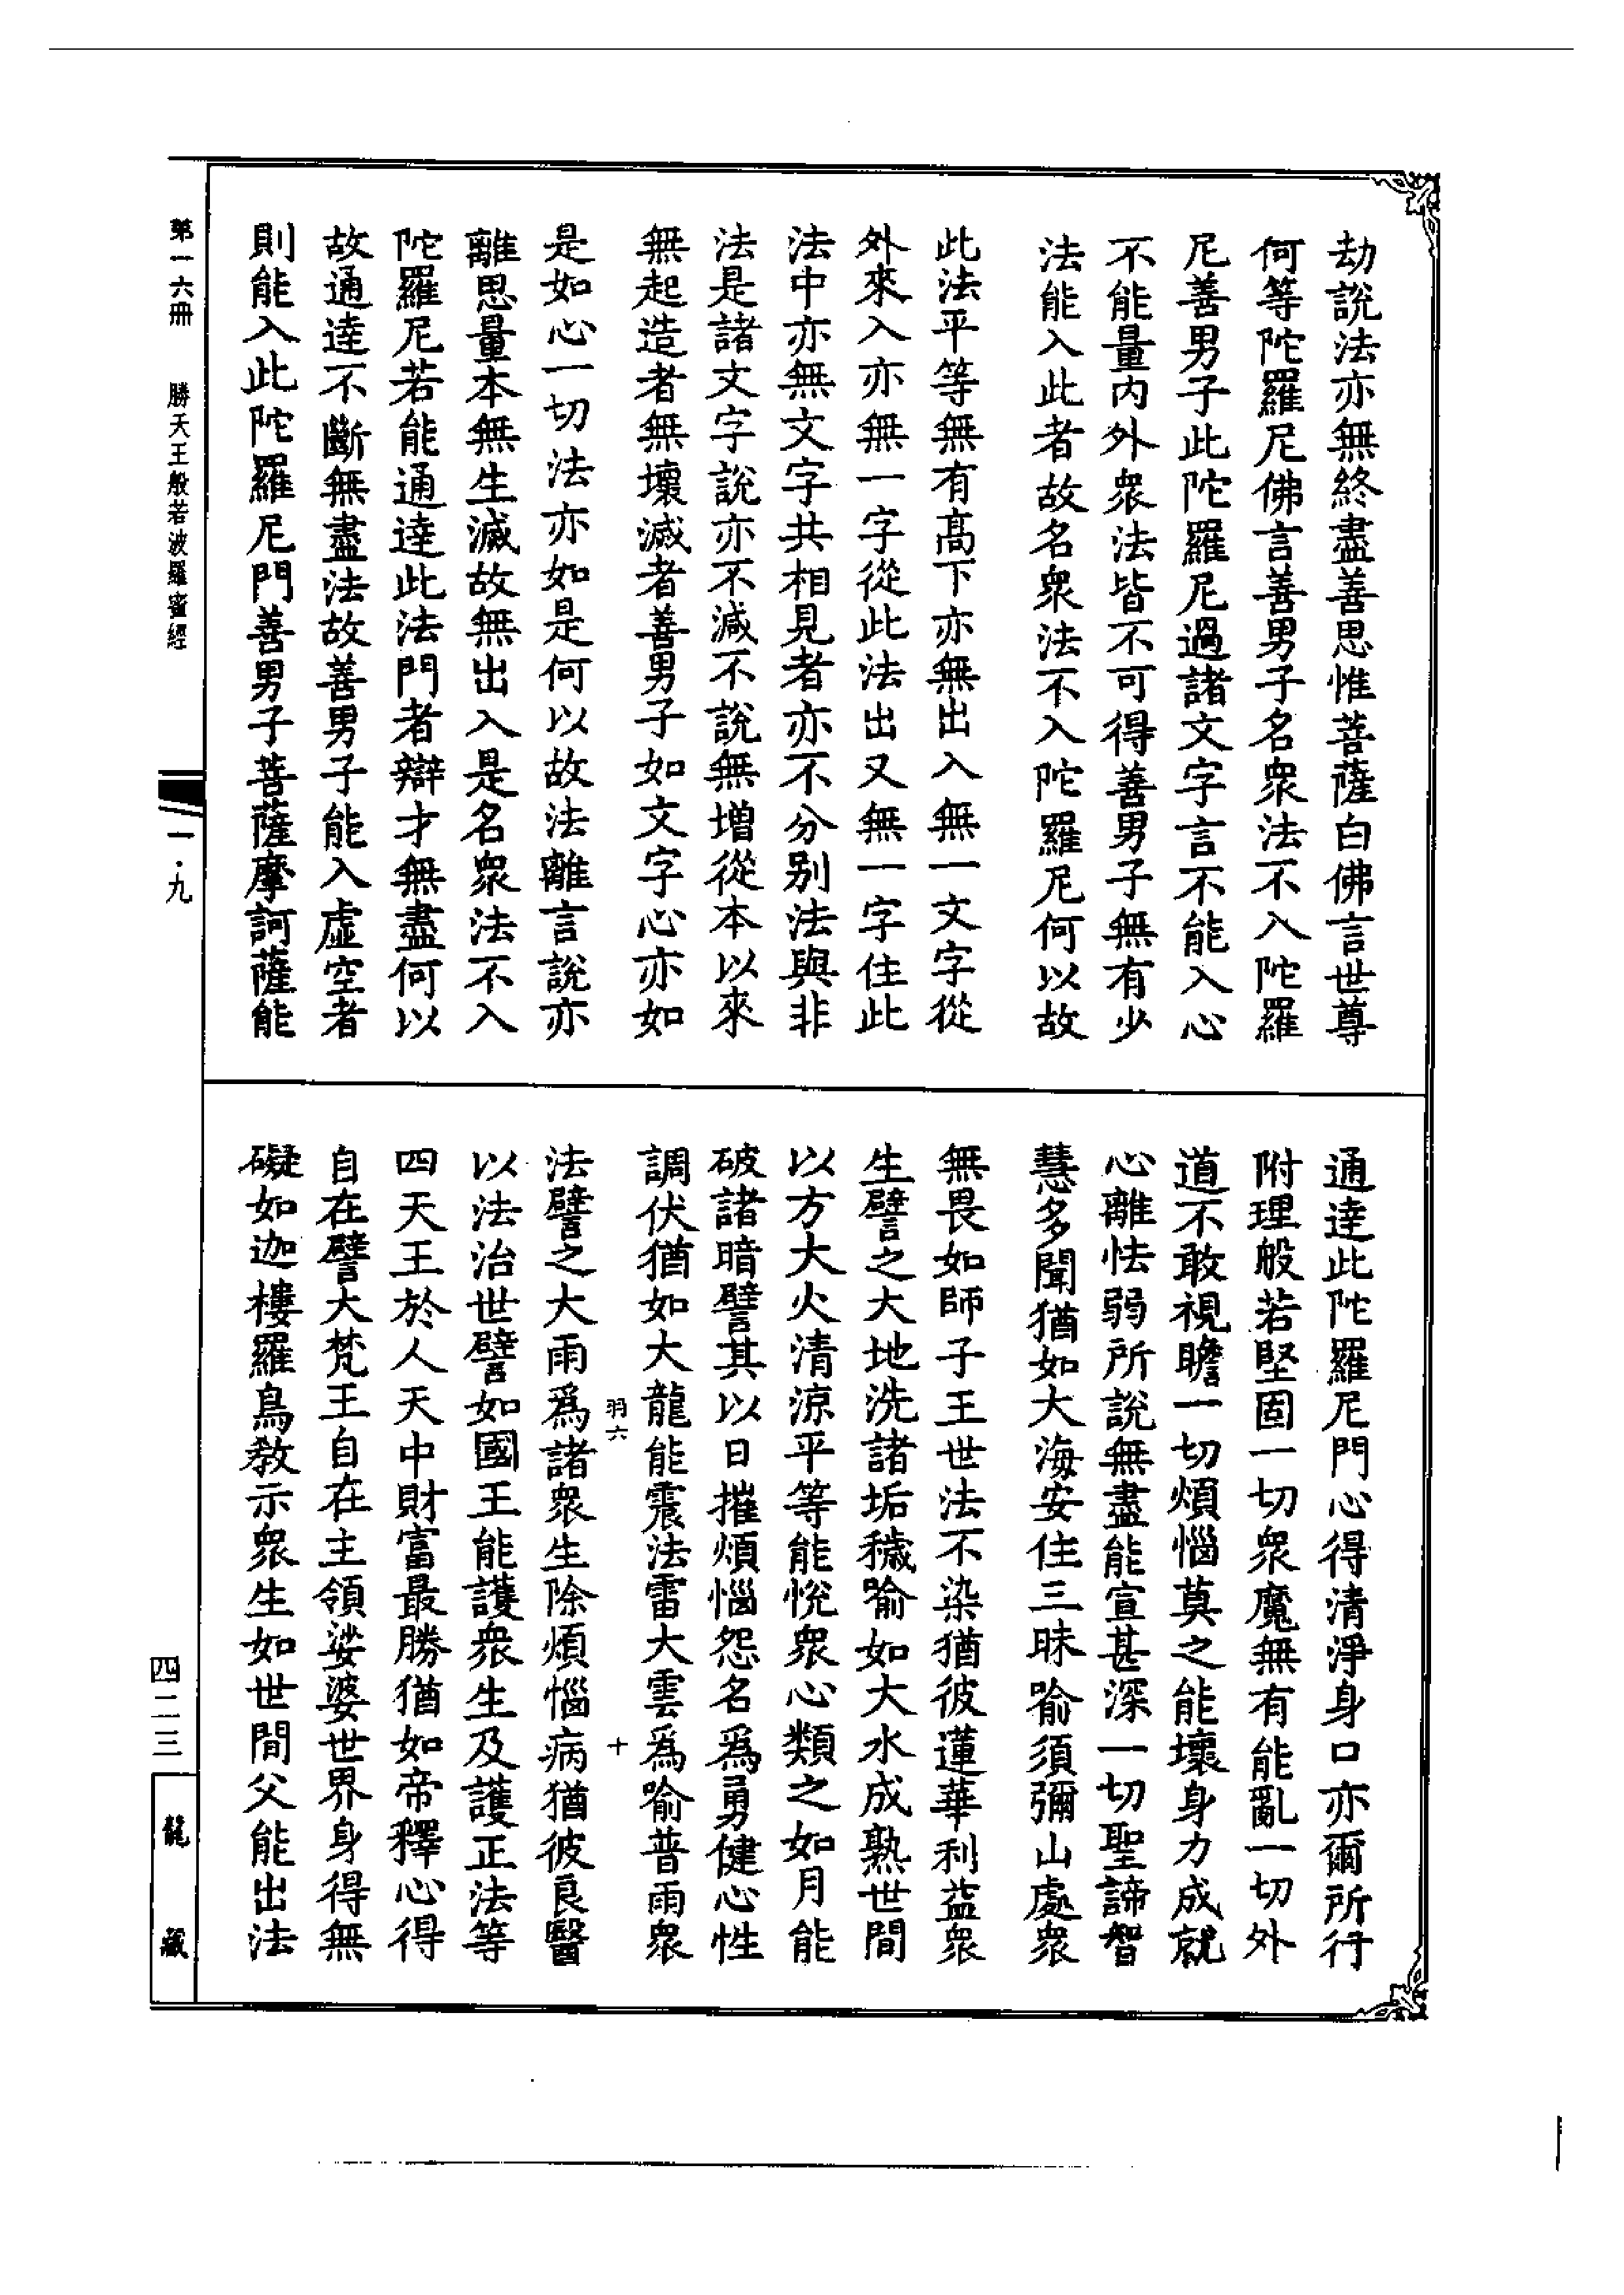 劫說法亦無終盡善思惟菩薩白佛言世尊
何等陀羅尼佛言善男子名衆法不入陀羅
尼善男子此陀羅尼過諸文字言不能入心
不能量内外衆法皆不可得善男子無有少
法能入此者故名衆法不入陀羅尼何以故
此法平等無有高下亦無出入無一文字從
外來入亦無一字從此法出又無一字住此
法中亦無文字共相見者亦不分别法與非
法是諸文字說亦不減不說無增從本以來
無起造者無壞滅者善男子如文字心亦如
是如心一切法亦如是何以故法離言說亦
離思量本無生滅故無出入是名衆法不入
陀羅尼若能通達此法門者辯才無盡何以
故通達不斷無盡法故善男子能入虛空者
則能入此陀羅尼門善男子菩薩摩訶薩能
通達此陀羅尼門心得清淨身口亦爾所行
附理般若堅固一切衆魔無有能亂一切外
道不敢視瞻一切煩惱莫之能壞身力成就
心離怯弱所說無盡能宣甚深一切聖諦智
慧多聞猶如大海安住三昧喻須彌山處衆
無畏如師子王世法不染猶彼蓮華利益衆
生譬之大地洗諸垢穢喻如大水成熟世間
以方大火清涼平等能悅衆心類之如月能
破諸暗譬其以日摧煩惱怨名爲勇健心性
調伏猶如大龍能震法雷大雲爲喻普雨衆
羽六 十
法譬之大雨爲諸衆生除煩惱病猶彼良醫
以法治世譬如國王能護衆生及護正法等
四天王於人天中財富最勝猶如帝釋心得
自在譬大梵王自在主領娑婆世界身得無
礙如迦樓羅鳥教示衆生如世間父能出法
第一六冊 勝天王般若波羅蜜經
一·九
四二三
龍藏